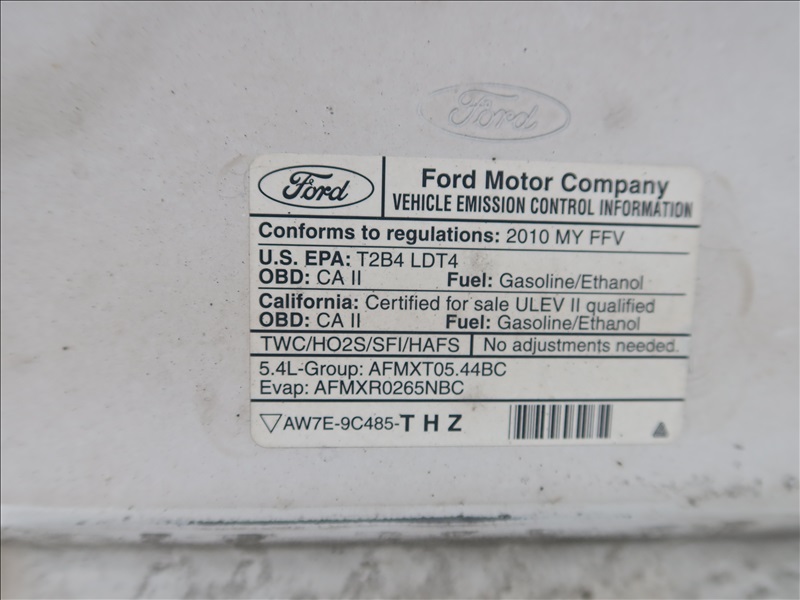 Ford
Ford
Ford Motor Company
VEHICLE EMISSION CONTROL INFORMATION
Conforms to regulations: 2010 MY FFV
U.S. EPA: T2B4 LDT4
OBD: CA II Fuel: Gasoline/Ethanol
California: Certified for sale ULEV II qualified
OBD: CA II Fuel: Gasoline/Ethanol
TWC/HO2S/SFI/HAFS No adjustments needed.
5.4L-Group: AFMXT05.44BC
Evap: AFMXR0265NBC
AW7E-9C485-T H Z